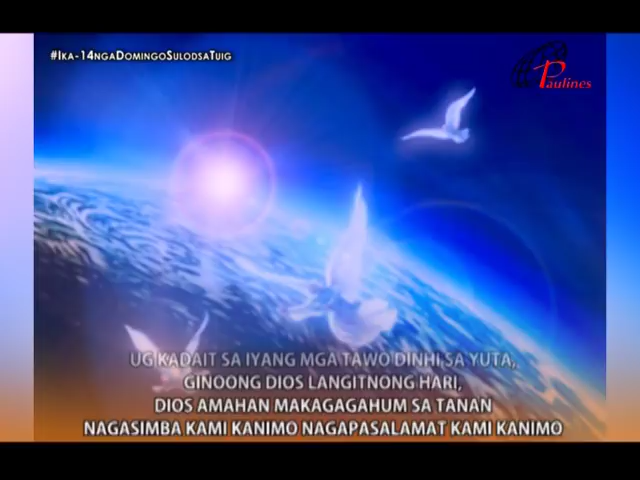 #IKA-14NGADOMINGOSULODSATUIG
Paulines
UG KADAIT SA IYANG MGA TAWO DINHI SA YUTA,
GINOONG DIOS LANGITNONG HARI,
DIOS AMAHAN MAKAGAGAHUM SA TANAN
NAGASIMBA KAMI KANIMO NAGAPASALAMAT KAMI KANIMO